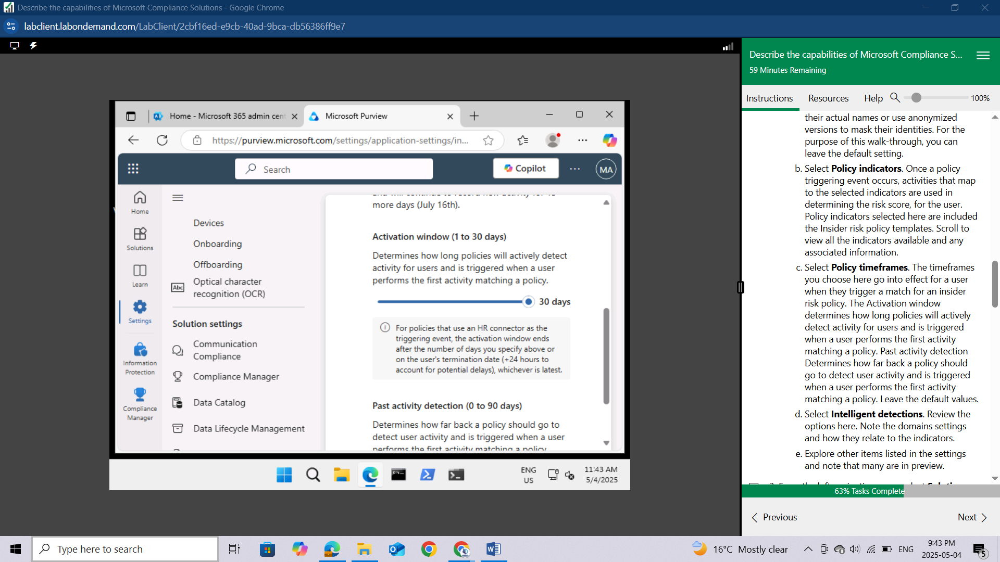 Describe the capabilities of Microsoft Compliance Solutions - Google Chrome
labclient.labondemand.com/LabClient/2cbf16ed-e9cb-40ad-9bca-db56386ff9e7
Home - Microsoft 365 admin cent
Microsoft Purview
https://purview.microsoft.com/settings/application-settings/in...
Search
Copilot
MA
Home
Solutions
Learn
Settings
Information
Protection
Compliance
Manager
Devices
Onboarding
Offboarding
Abc
Optical character
recognition (OCR)
Solution settings
Communication
Compliance
Compliance Manager
Data Catalog
Data Lifecycle Management
more days (July 16th).
Activation window (1 to 30 days)
Determines how long policies will actively detect
activity for users and is triggered when a user
performs the first activity matching a policy.
30 days
For policies that use an HR connector as the
triggering event, the activation window ends
after the number of days you specify above or
on the user's termination date (+24 hours to
account for potential delays), whichever is latest.
Past activity detection (0 to 90 days)
Determines how far back a policy should go to
detect user activity and is triggered when a user
performs the first activity matching a policy
ENG
US
11:43 AM
5/4/2025
Describe the capabilities of Microsoft Compliance S...
59 Minutes Remaining
Instructions Resources Help 100%
their actual names or use anonymized
versions to mask their identities. For the
purpose of this walk-through, you can
leave the default setting.
b. Select Policy indicators. Once a policy
triggering event occurs, activities that map
to the selected indicators are used in
determining the risk score, for the user.
Policy indicators selected here are included
the Insider risk policy templates. Scroll to
view all the indicators available and any
associated information.
c. Select Policy timeframes. The timeframes
you choose here go into effect for a user
when they trigger a match for an insider
risk policy. The Activation window
determines how long policies will actively
detect activity for users and is triggered
when a user performs the first activity
matching a policy. Past activity detection
Determines how far back a policy should
go to detect user activity and is triggered
when a user performs the first activity
matching a policy. Leave the default values.
d. Select Intelligent detections. Review the
options here. Note the domains settings
and how they relate to the indicators.
e. Explore other items listed in the settings
and note that many are in preview.
63% Tasks Complete
Previous
Next
Type here to search
16°C Mostly clear
ENG
9:43 PM
2025-05-04
5